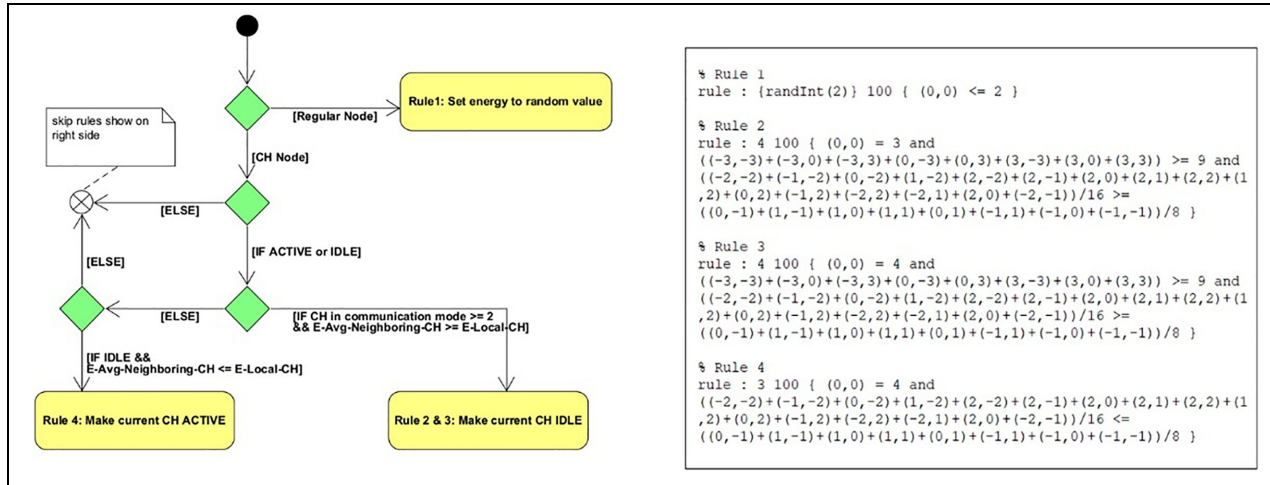 Rule1: Set energy to random value
[Regular Node]
skip rules show on
right side
[CH Node]
[ELSE]
[IF ACTIVE or IDLE]
[ELSE]
[ELSE]
[IF CH in communication mode >= 2
&& E-Avg-Neighboring-CH >= E-Local-CH]
[IF IDLE &&
E-Avg-Neighboring-CH <= E-Local-CH]
Rule 4: Make current CH ACTIVE
Rule 2 & 3: Make current CH IDLE
% Rule 1
rule : {randInt(2)} 100 { (0,0) <= 2 }
% Rule 2
rule : 4 100 { (0,0) = 3 and
((-3,-3)+(-3,0)+(-3,3)+(0,-3)+(0,3)+(3,-3)+(3,0)+(3,3)) >= 9 and
((-2,-2)+(-1,-2)+(0,-2)+(1,-2)+(2,-2)+(2,-1)+(2,0)+(2,1)+(2,2)+(1
,2)+(0,2)+(-1,2)+(-2,2)+(-2,1)+(2,0)+(-2,-1))/16 >=
((0,-1)+(1,-1)+(1,0)+(1,1)+(0,1)+(-1,1)+(-1,0)+(-1,-1))/8 }
% Rule 3
rule : 4 100 { (0,0) = 4 and
((-3,-3)+(-3,0)+(-3,3)+(0,-3)+(0,3)+(3,-3)+(3,0)+(3,3)) >= 9 and
((-2,-2)+(-1,-2)+(0,-2)+(1,-2)+(2,-2)+(2,-1)+(2,0)+(2,1)+(2,2)+(1
,2)+(0,2)+(-1,2)+(-2,2)+(-2,1)+(2,0)+(-2,-1))/16 >=
((0,-1)+(1,-1)+(1,0)+(1,1)+(0,1)+(-1,1)+(-1,0)+(-1,-1))/8 }
% Rule 4
rule : 3 100 { (0,0) = 4 and
((-2,-2)+(-1,-2)+(0,-2)+(1,-2)+(2,-2)+(2,-1)+(2,0)+(2,1)+(2,2)+(1
,2)+(0,2)+(-1,2)+(-2,2)+(-2,1)+(2,0)+(-2,-1))/16 <=
((0,-1)+(1,-1)+(1,0)+(1,1)+(0,1)+(-1,1)+(-1,0)+(-1,-1))/8 }